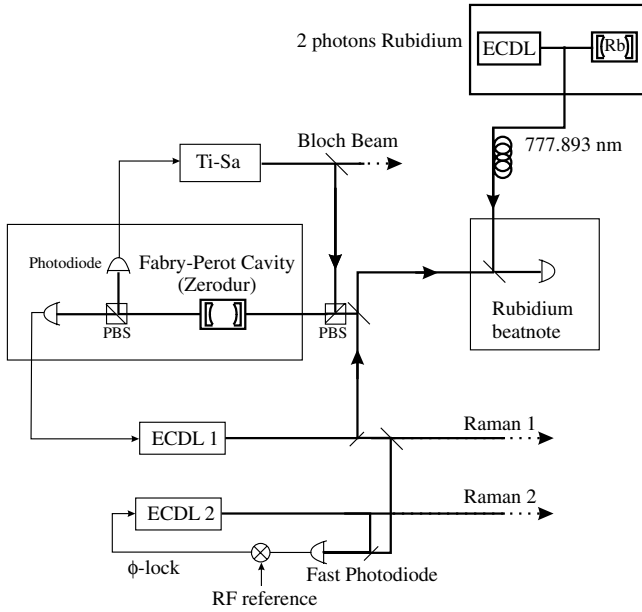 2 photons Rubidium
ECDL
Rb
777.893 nm
Bloch Beam
Ti-Sa
Photodiode
Fabry-Perot Cavity
(Zerodur)
PBS
PBS
Rubidium
beatnote
ECDL 1
Raman 1
ECDL 2
Raman 2
ϕ-lock
Fast Photodiode
RF reference